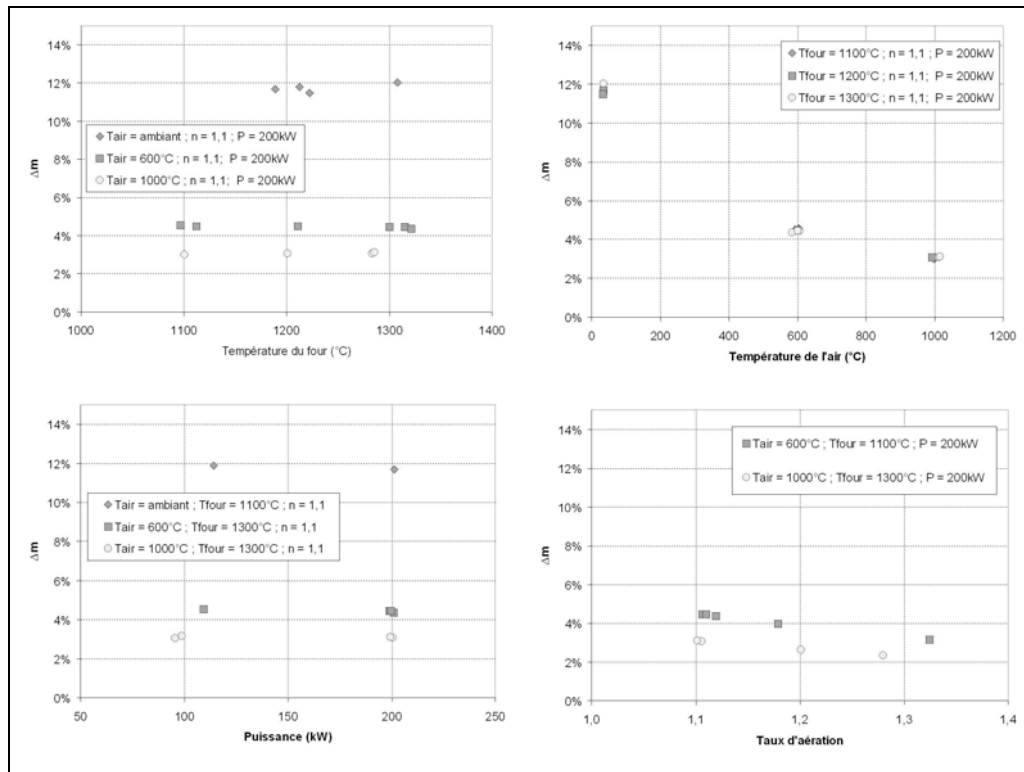 14%
12%
10%
8%
6%
4%
2%
0%
Δm
Tair = ambiant ; n = 1,1 ; P = 200kW
Tair = 600°C ; n = 1,1; P = 200kW
Tair = 1000°C ; n = 1,1; P = 200kW
1000 1100 1200 1300 1400
Température du four (°C)
14%
12%
10%
8%
6%
4%
2%
0%
Δm
Tfour = 1100°C ; n = 1,1 ; P = 200kW
Tfour = 1200°C ; n = 1,1; P = 200kW
Tfour = 1300°C ; n = 1,1; P = 200kW
0 200 400 600 800 1000 1200
Température de l'air (°C)
14%
12%
10%
8%
6%
4%
2%
0%
Δm
Tair = ambiant ; Tfour = 1100°C ; n = 1,1
Tair = 600°C ; Tfour = 1300°C ; n = 1,1
Tair = 1000°C ; Tfour = 1300°C ; n = 1,1
50 100 150 200 250
Puissance (kW)
14%
12%
10%
8%
6%
4%
2%
0%
Δm
Tair = 600°C ; Tfour = 1100°C ; P = 200kW
Tair = 1000°C ; Tfour = 1300°C ; P = 200kW
1,0 1,1 1,2 1,3 1,4
Taux d'aération